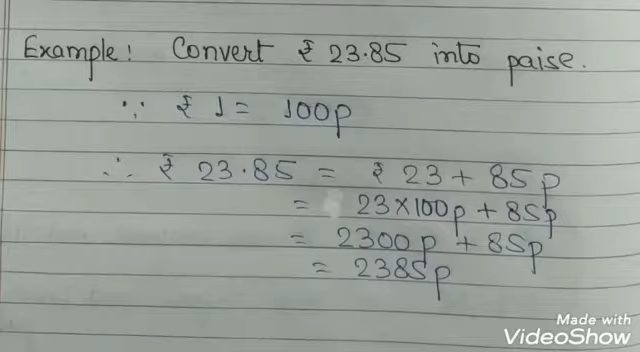 Example: Convert ₹ 23.85 into paise.
∵ ₹ 1 = 100p
∴ ₹ 23.85 = ₹ 23 + 85p
= 23×100p + 85p
= 2300p + 85p
= 2385p
Made with
VideoShow